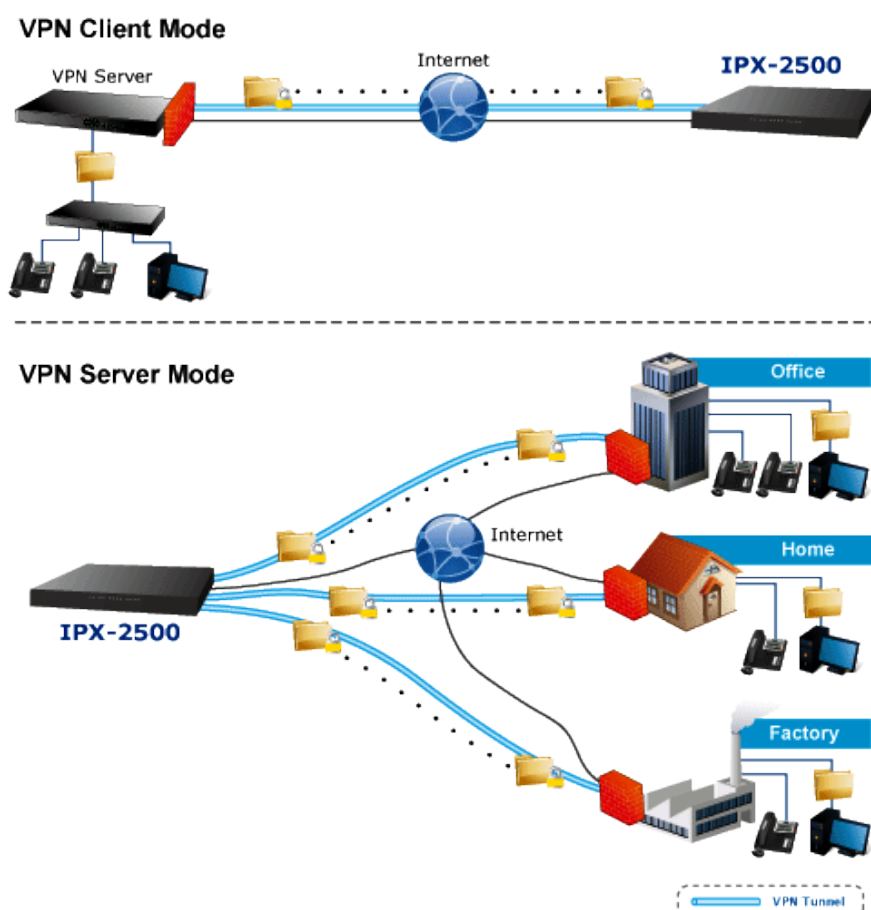 VPN Client Mode
VPN Server
Internet
IPX-2500
VPN Server Mode
Office
Internet
Home
IPX-2500
Factory
VPN Tunnel